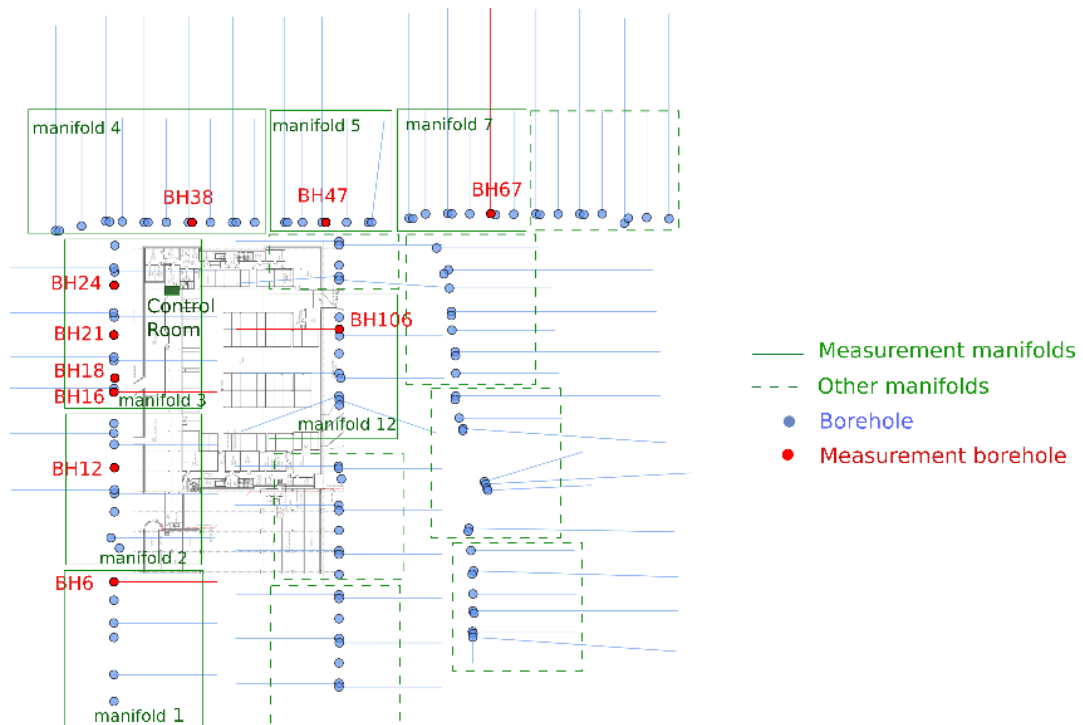 manifold 4
manifold 5
manifold 7
BH38
BH47
BH67
BH24
Control
Room
BH106
BH21
BH18
BH16
manifold 3
manifold 12
BH12
manifold 2
BH6
manifold 1
Measurement manifolds
Other manifolds
Borehole
Measurement borehole